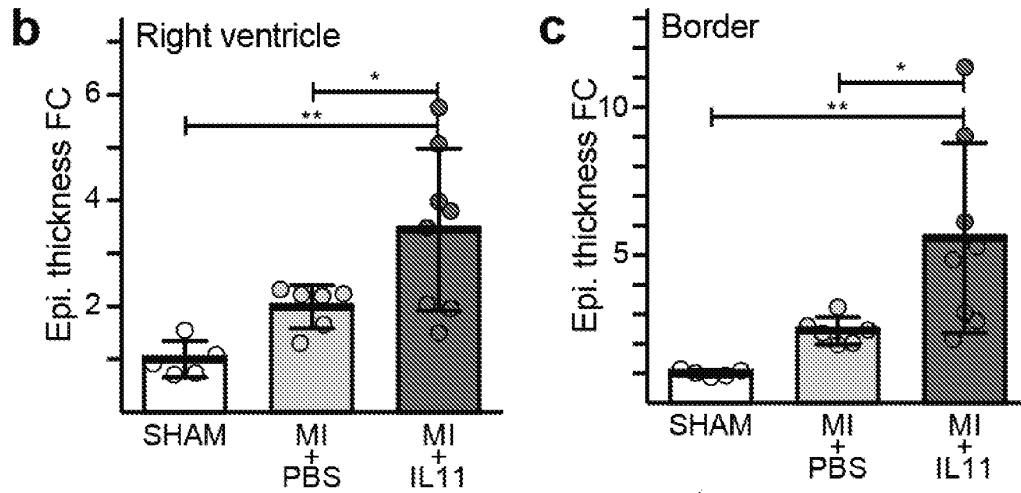 b
Right ventricle
Epi. thickness FC
6
4
2
*
**
SHAM
MI
+
PBS
MI
+
IL11
c
Border
Epi. thickness FC
10
5
*
**
SHAM
MI
+
PBS
MI
+
IL11